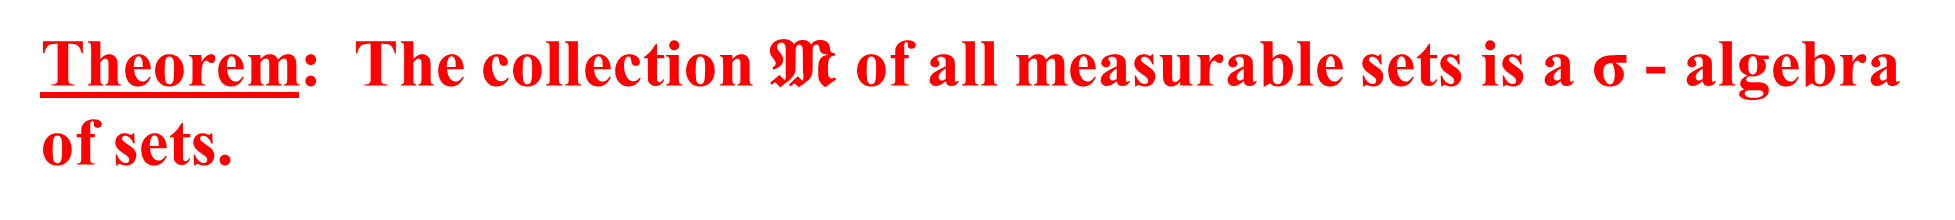 Theorem: The collection 𝔐 of all measurable sets is a σ - algebra
of sets.